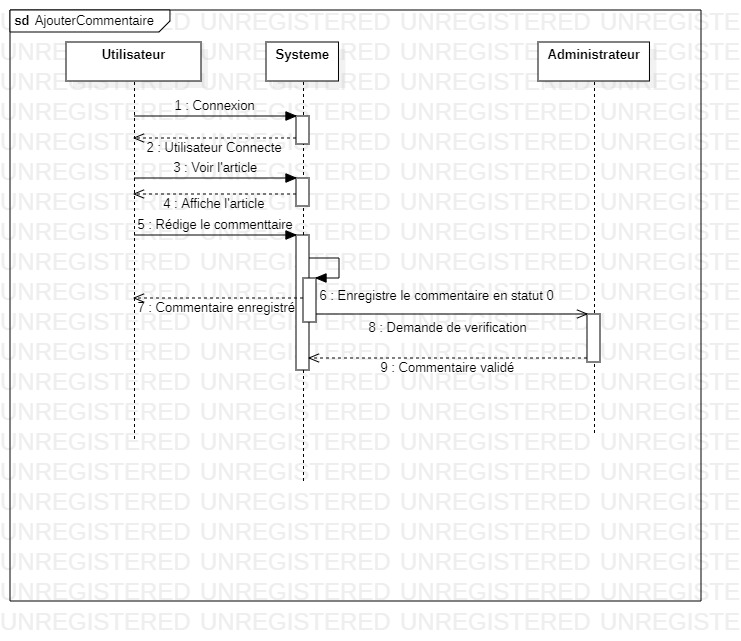 sd AjouterCommentaire
Utilisateur
Systeme
Administrateur
1 : Connexion
2 : Utilisateur Connecte
3 : Voir l'article
4 : Affiche l'article
5 : Rédige le commenttaire
6 : Enregistre le commentaire en statut 0
7 : Commentaire enregistré
8 : Demande de verification
9 : Commentaire validé
UNREGISTERED UNREGISTERED UNREGISTERED UNREGISTERED